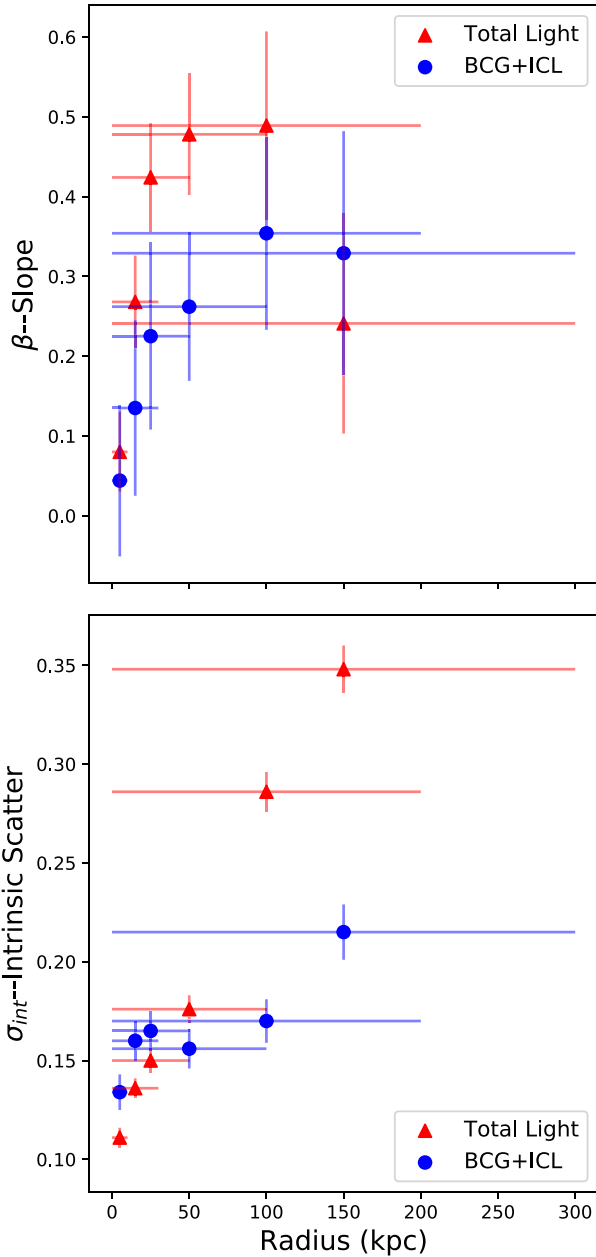 0.6
0.5
0.4
0.3
0.2
0.1
0.0
β--Slope
Total Light
BCG+ICL
0.35
0.30
0.25
0.20
0.15
0.10
σint--Intrinsic Scatter
Total Light
BCG+ICL
0 50 100 150 200 250 300
Radius (kpc)